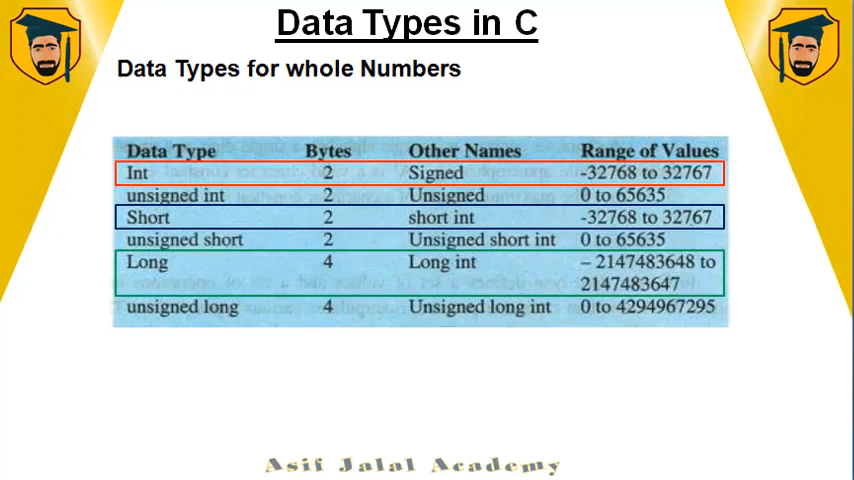 Data Types in C
Data Types for whole Numbers
Data Type Bytes Other Names Range of Values
Int 2 Signed -32768 to 32767
unsigned int 2 Unsigned 0 to 65635
Short 2 short int -32768 to 32767
unsigned short 2 Unsigned short int 0 to 65635
Long 4 Long int – 2147483648 to
2147483647
unsigned long 4 Unsigned long int 0 to 4294967295
Asif Jalal Academy